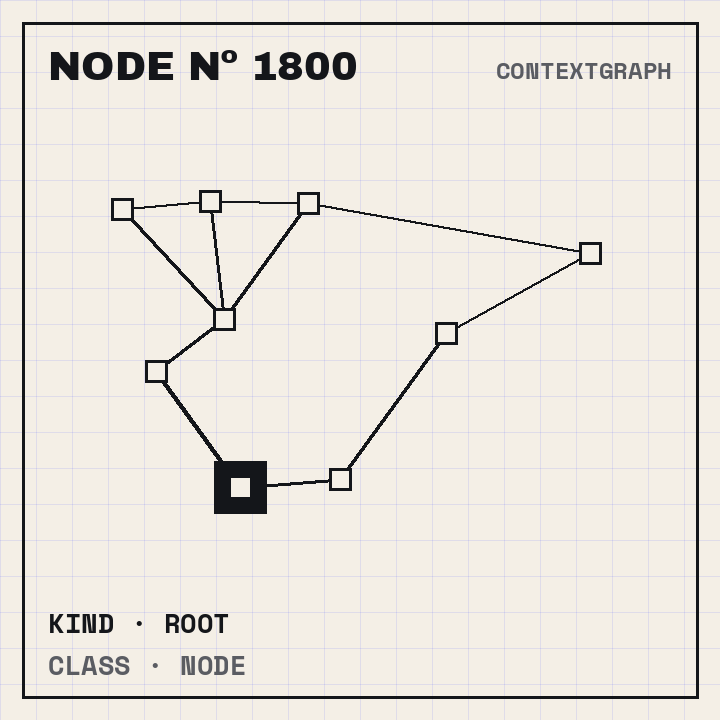 NODE Nº 1800
CONTEXTGRAPH
KIND · ROOT
CLASS · NODE